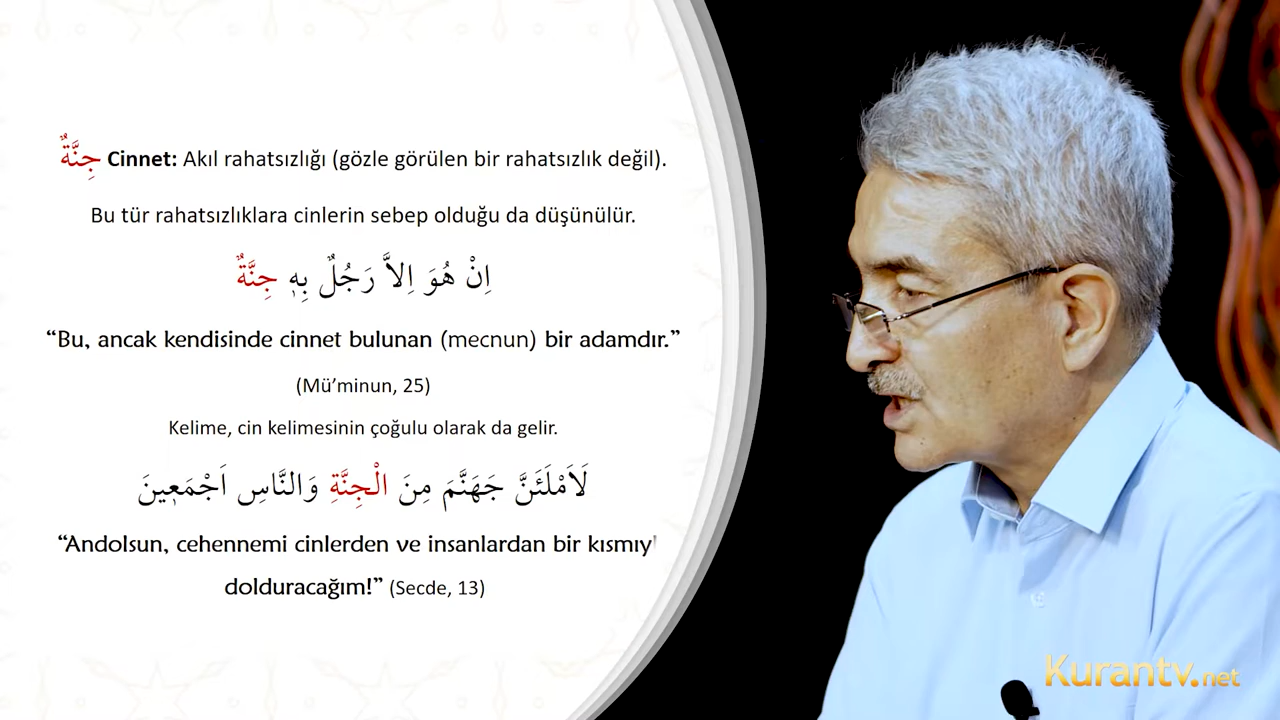 جِنَّةٌ Cinnet: Akıl rahatsızlığı (gözle görülen bir rahatsızlık değil).
Bu tür rahatsızlıklara cinlerin sebep olduğu da düşünülür.
اِنْ هُوَ اِلاَّ رَجُلٌ بِه۪ جِنَّةٌ
“Bu, ancak kendisinde cinnet bulunan (mecnun) bir adamdır.”
(Mü’minun, 25)
Kelime, cin kelimesinin çoğulu olarak da gelir.
لَاَمْلَئَنَّ جَهَنَّمَ مِنَ الْجِنَّةِ وَالنَّاسِ اَجْمَع۪ينَ
“Andolsun, cehennemi cinlerden ve insanlardan bir kısmıy
dolduracağım!” (Secde, 13)
Kurantv.net